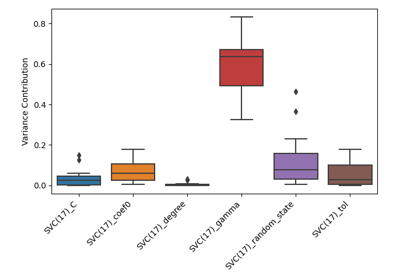 0.8
0.6
0.4
0.2
0.0
Variance Contribution
SVC(17)_C
SVC(17)_coef0
SVC(17)_degree
SVC(17)_gamma
SVC(17)_random_state
SVC(17)_tol